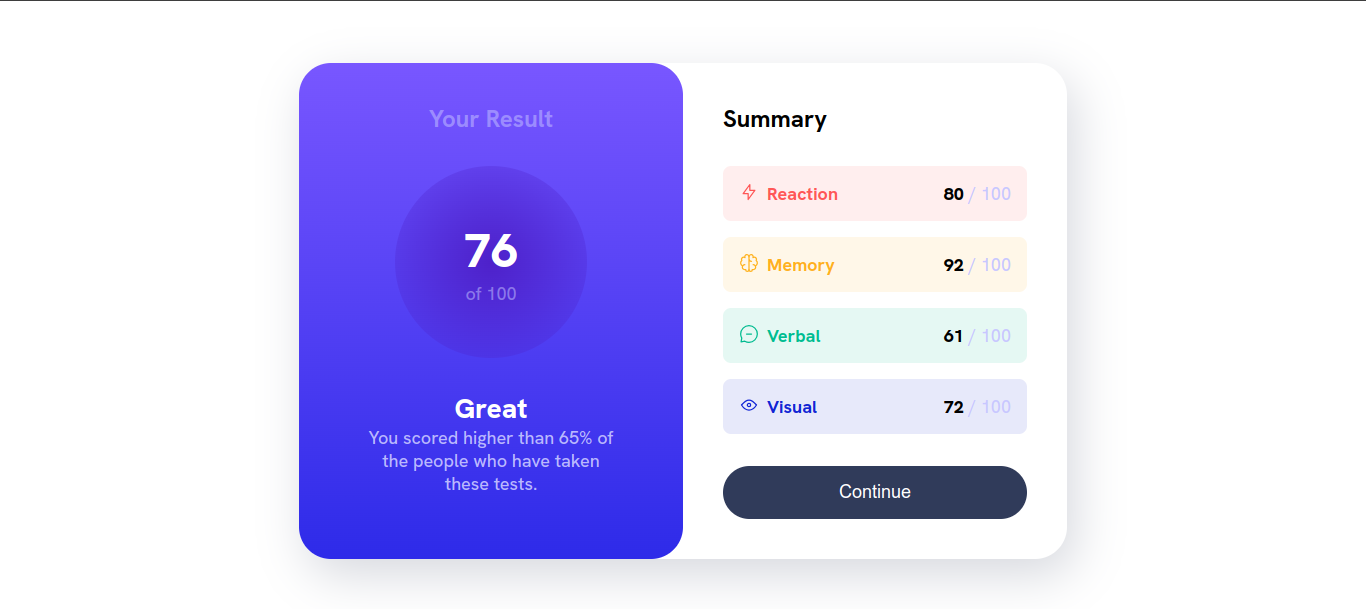 Your Result
76
of 100
Great
You scored higher than 65% of
the people who have taken
these tests.
Summary
Reaction 80 / 100
Memory 92 / 100
Verbal 61 / 100
Visual 72 / 100
Continue